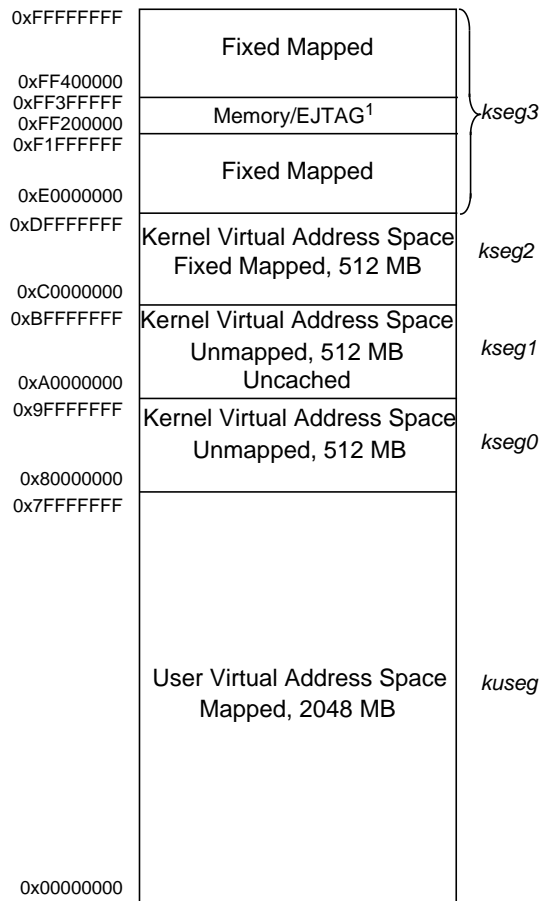 0xFFFFFFFF
Fixed Mapped
0xFF400000
0xFF3FFFFF
Memory/EJTAG1
kseg3
0xFF200000
0xF1FFFFFF
Fixed Mapped
0xE0000000
0xDFFFFFFF
Kernel Virtual Address Space
Fixed Mapped, 512 MB
kseg2
0xC0000000
0xBFFFFFFF
Kernel Virtual Address Space
Unmapped, 512 MB
kseg1
Uncached
0xA0000000
0x9FFFFFFF
Kernel Virtual Address Space
Unmapped, 512 MB
kseg0
0x80000000
0x7FFFFFFF
User Virtual Address Space
Mapped, 2048 MB
kuseg
0x00000000